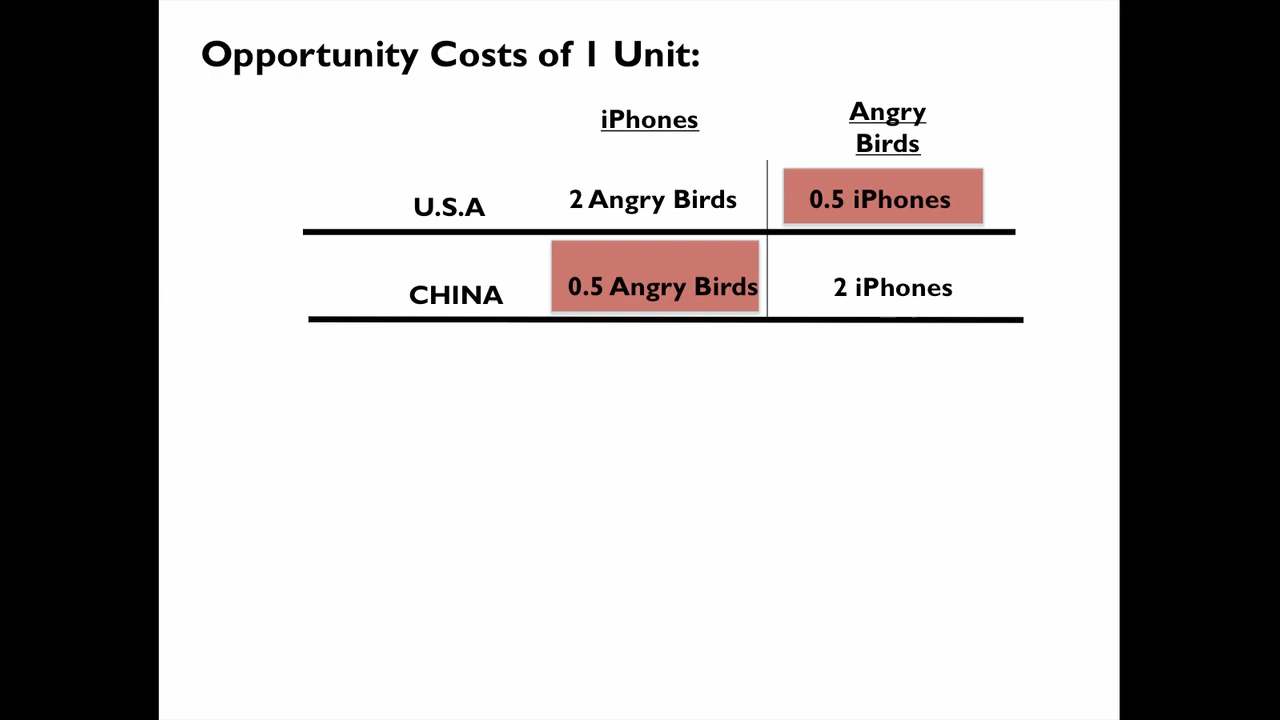 Opportunity Costs of 1 Unit:
iPhones
Angry
Birds
U.S.A
2 Angry Birds
0.5 iPhones
CHINA
0.5 Angry Birds
2 iPhones